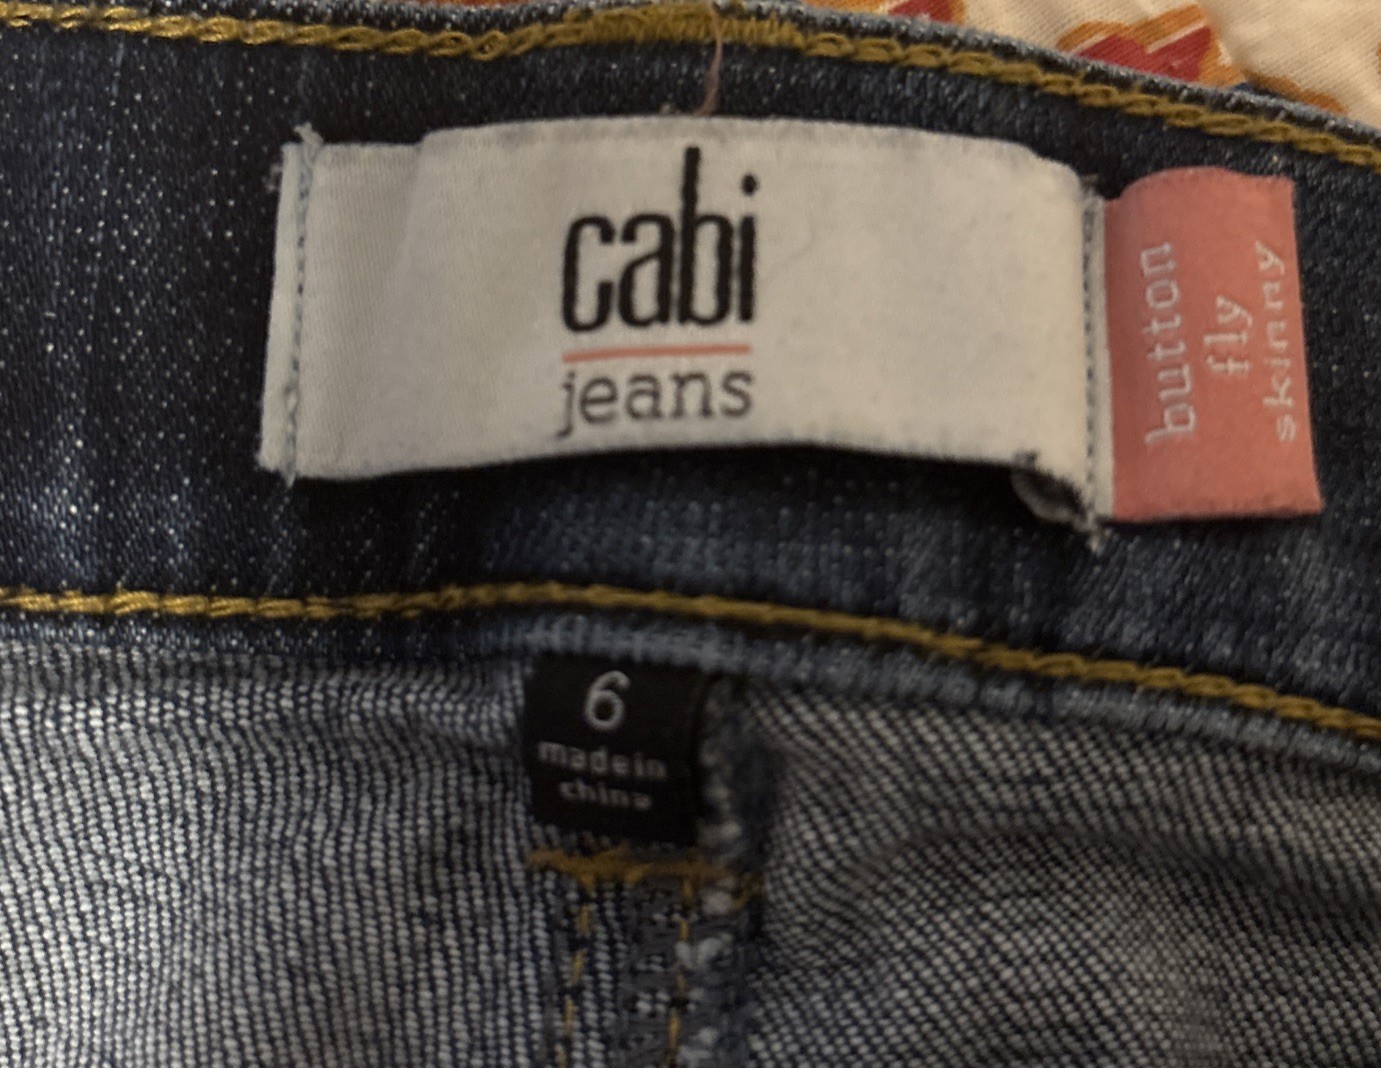 cabi
jeans
button
fly
skinny
6
made in
china